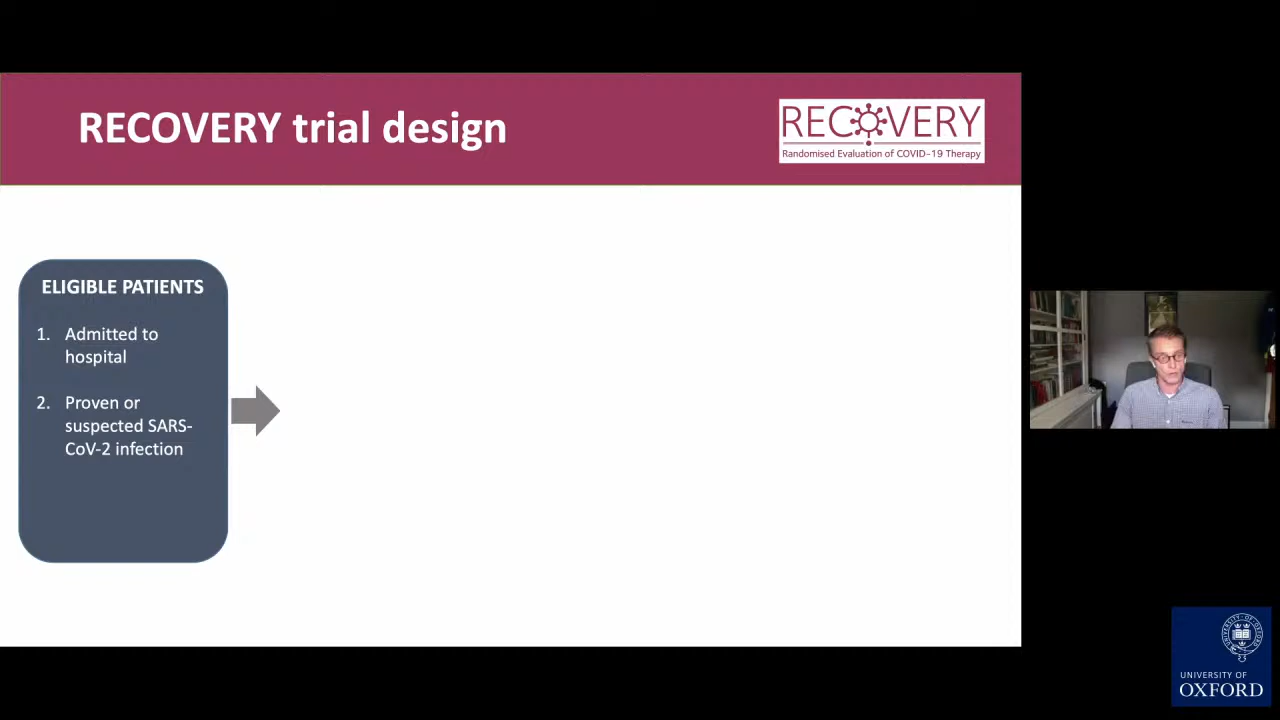 RECOVERY trial design
RECOVERY
Randomised Evaluation of COVID-19 Therapy
ELIGIBLE PATIENTS
1. Admitted to
hospital
2. Proven or
suspected SARS-
CoV-2 infection
UNIVERSITY OF
OXFORD